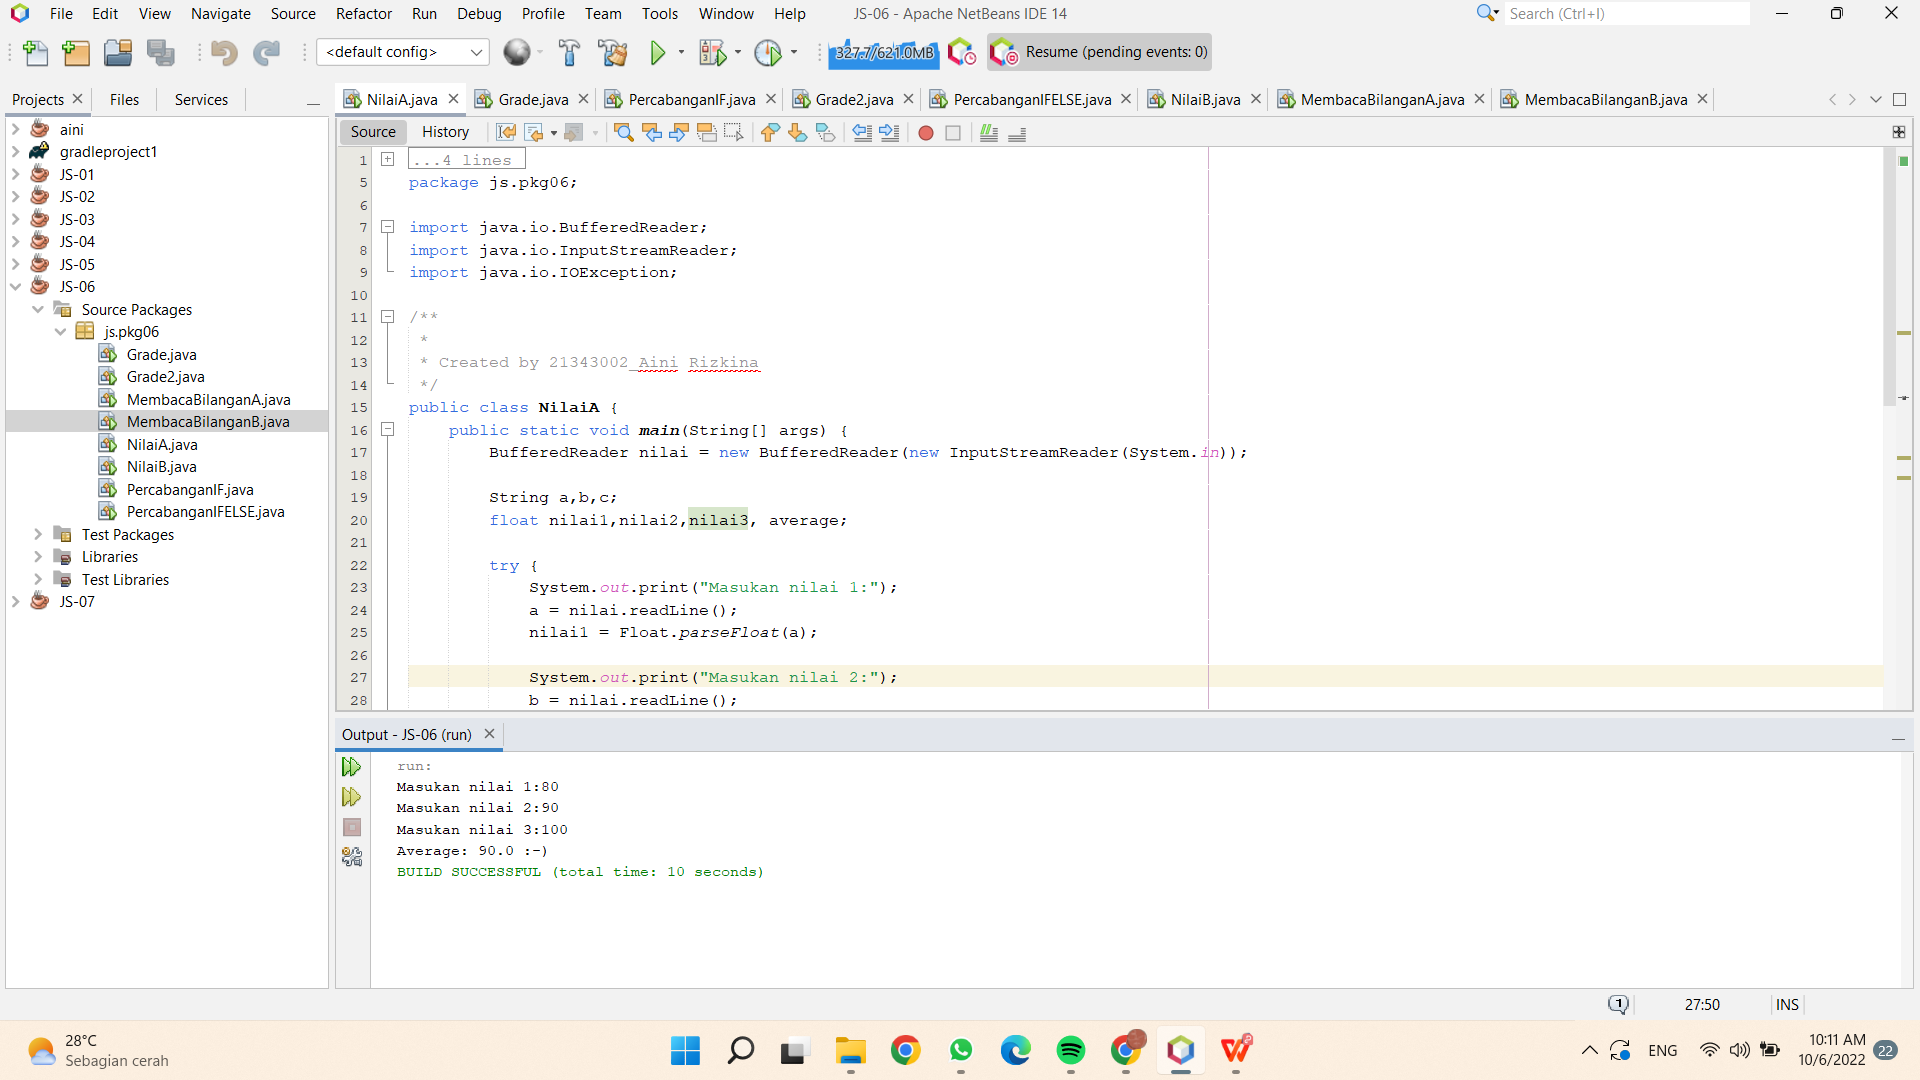 File Edit View Navigate Source Refactor Run Debug Profile Team Tools Window Help
JS-06 - Apache NetBeans IDE 14
Search (Ctrl+I)
<default config>
327.7/621.0MB
Resume (pending events: 0)
Projects
Files
Services
NilaiA.java
Grade.java
PercabanganIF.java
Grade2.java
PercabanganIFELSE.java
NilaiB.java
MembacaBilanganA.java
MembacaBilanganB.java
aini
gradleproject1
JS-01
JS-02
JS-03
JS-04
JS-05
JS-06
Source Packages
js.pkg06
Grade.java
Grade2.java
MembacaBilanganA.java
MembacaBilanganB.java
NilaiA.java
NilaiB.java
PercabanganIF.java
PercabanganIFELSE.java
Test Packages
Libraries
Test Libraries
JS-07
Source
History
1 ...4 lines
5 package js.pkg06;
6
7 import java.io.BufferedReader;
8 import java.io.InputStreamReader;
9 import java.io.IOException;
10
11 /**
12 *
13 * Created by 21343002_Aini Rizkina
14 */
15 public class NilaiA {
16 public static void main(String[] args) {
17 BufferedReader nilai = new BufferedReader(new InputStreamReader(System.in));
18
19 String a,b,c;
20 float nilai1,nilai2,nilai3, average;
21
22 try {
23 System.out.print("Masukan nilai 1:");
24 a = nilai.readLine();
25 nilai1 = Float.parseFloat(a);
26
27 System.out.print("Masukan nilai 2:");
28 b = nilai.readLine();
Output - JS-06 (run)
run:
Masukan nilai 1:80
Masukan nilai 2:90
Masukan nilai 3:100
Average: 90.0 :-)
BUILD SUCCESSFUL (total time: 10 seconds)
1
27:50
INS
28°C
Sebagian cerah
ENG
10:11 AM
10/6/2022
22